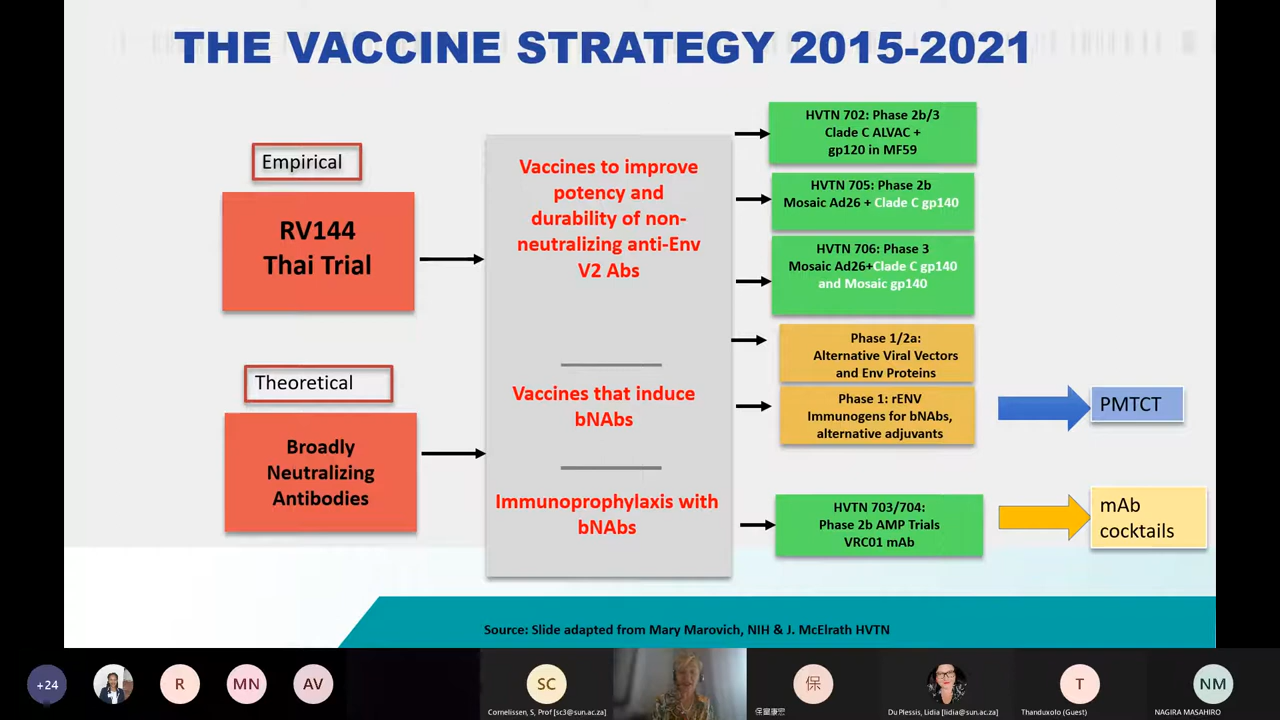 THE VACCINE STRATEGY 2015-2021
Empirical
RV144
Thai Trial
Theoretical
Broadly
Neutralizing
Antibodies
Vaccines to improve
potency and
durability of non-
neutralizing anti-Env
V2 Abs
Vaccines that induce
bNAbs
Immunoprophylaxis with
bNAbs
HVTN 702: Phase 2b/3
Clade C ALVAC +
gp120 in MF59
HVTN 705: Phase 2b
Mosaic Ad26 + Clade C gp140
HVTN 706: Phase 3
Mosaic Ad26+Clade C gp140
and Mosaic gp140
Phase 1/2a:
Alternative Viral Vectors
and Env Proteins
Phase 1: rENV
Immunogens for bNAbs,
alternative adjuvants
PMTCT
HVTN 703/704:
Phase 2b AMP Trials
VRC01 mAb
mAb
cocktails
Source: Slide adapted from Mary Marovich, NIH & J. McElrath HVTN
+24
R
MN
AV
SC
Cornelissen, S, Prof [sc3@sun.ac.za]
保
保富康宏
Du Plessis, Lidia [lidia@sun.ac.za]
T
Thanduxolo (Guest)
NM
NAGIRA MASAHIRO